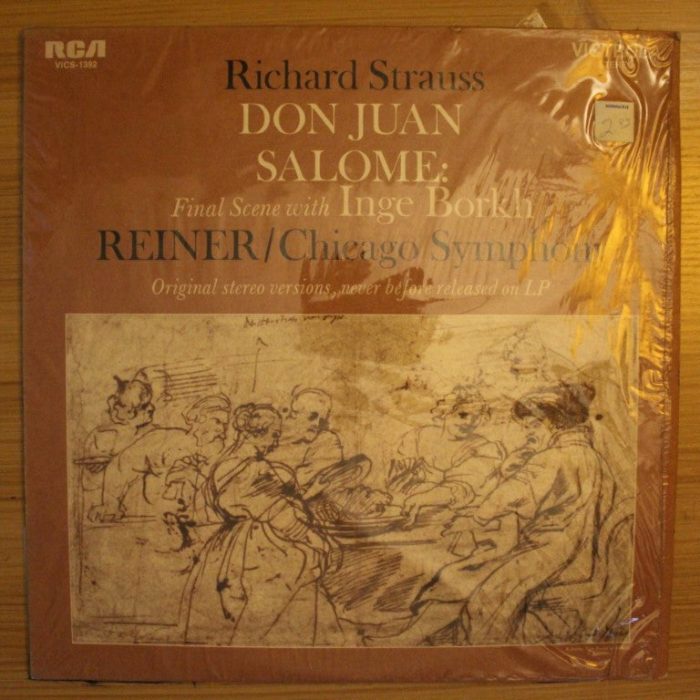 RCA
VICS-1392
Richard Strauss
DON JUAN
SALOME:
Final Scene with Inge Borkh
REINER/Chicago Symphony
Original stereo versions, never before released on LP